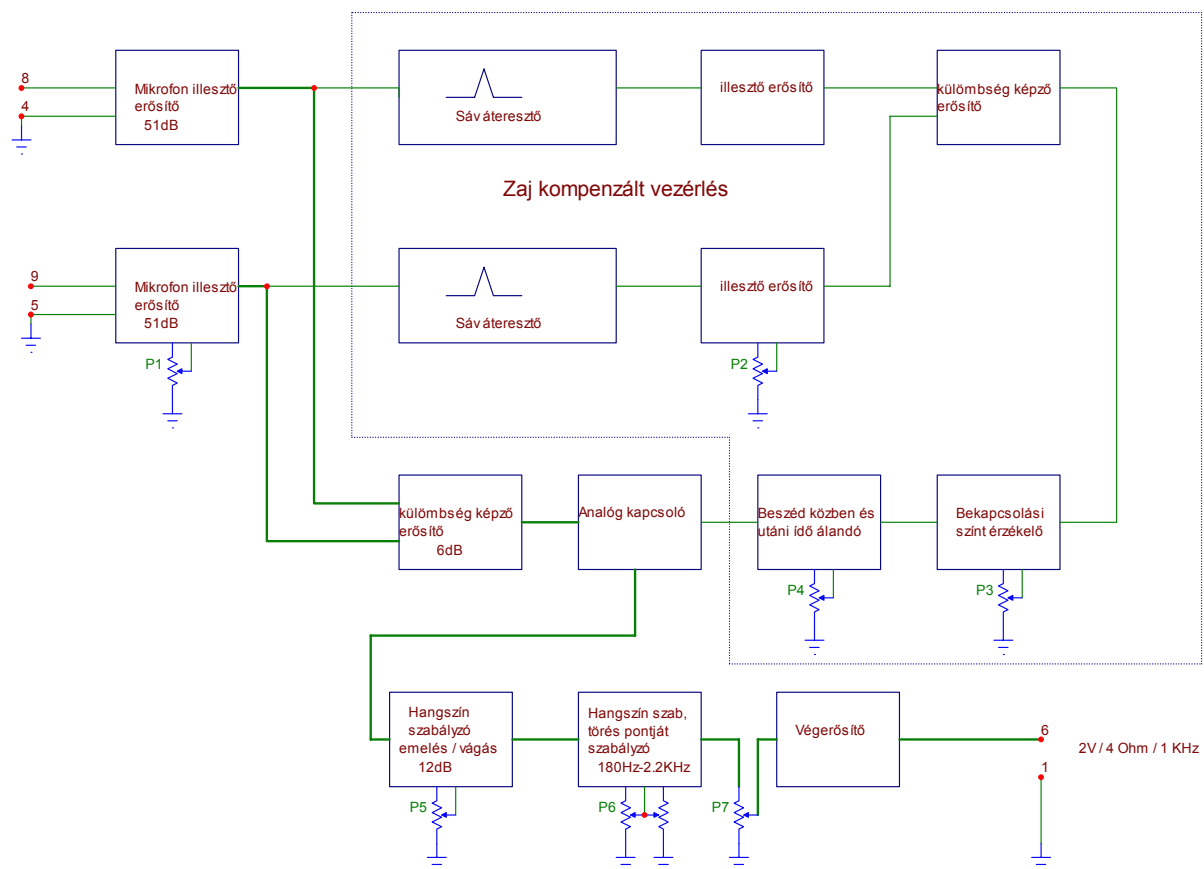 8
4
Mikrofon illesztő
erősítő
51dB
Sáváteresztő
illesztő erősítő
külömbség képző
erősítő
Zaj kompenzált vezérlés
9
5
Mikrofon illesztő
erősítő
51dB
Sáváteresztő
illesztő erősítő
P1
P2
külömbség képző
erősítő
6dB
Analóg kapcsoló
Beszéd közben és
utáni ídő álandó
Bekapcsolási
színt érzékelő
P4
P3
Hangszín
szabályzó
emelés / vágás
12dB
Hangszín szab,
törés pontját
szabályzó
180Hz-2.2KHz
Végerősítő
6
1
2V / 4 Ohm / 1 KHz
P5
P6
P7